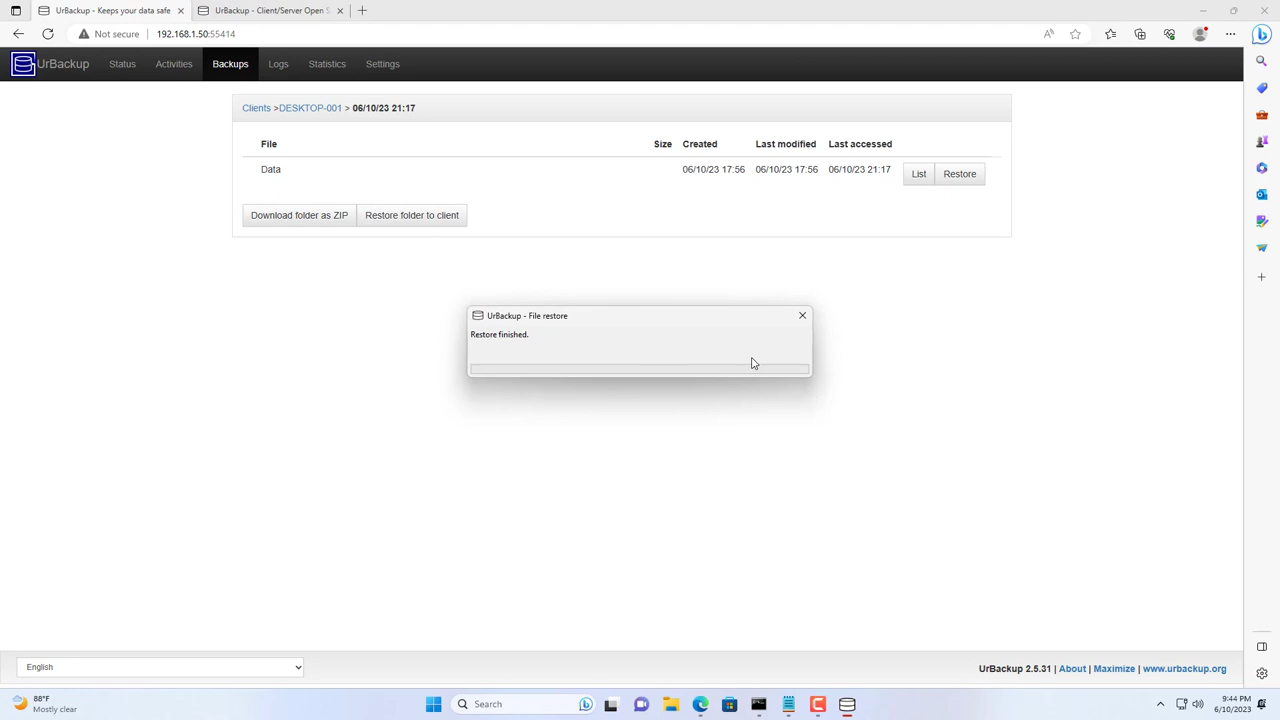 UrBackup - Keeps your data safe
UrBackup - Client/Server Open S
Not secure
192.168.1.50:55414
UrBackup
Status
Activities
Backups
Logs
Statistics
Settings
Clients >DESKTOP-001 > 06/10/23 21:17
File
Size
Created
Last modified
Last accessed
Data
06/10/23 17:56
06/10/23 17:56
06/10/23 21:17
List
Restore
Download folder as ZIP
Restore folder to client
UrBackup - File restore
Restore finished.
English
UrBackup 2.5.31 | About | Maximize | www.urbackup.org
88°F
Mostly clear
Search
9:44 PM
6/10/2023